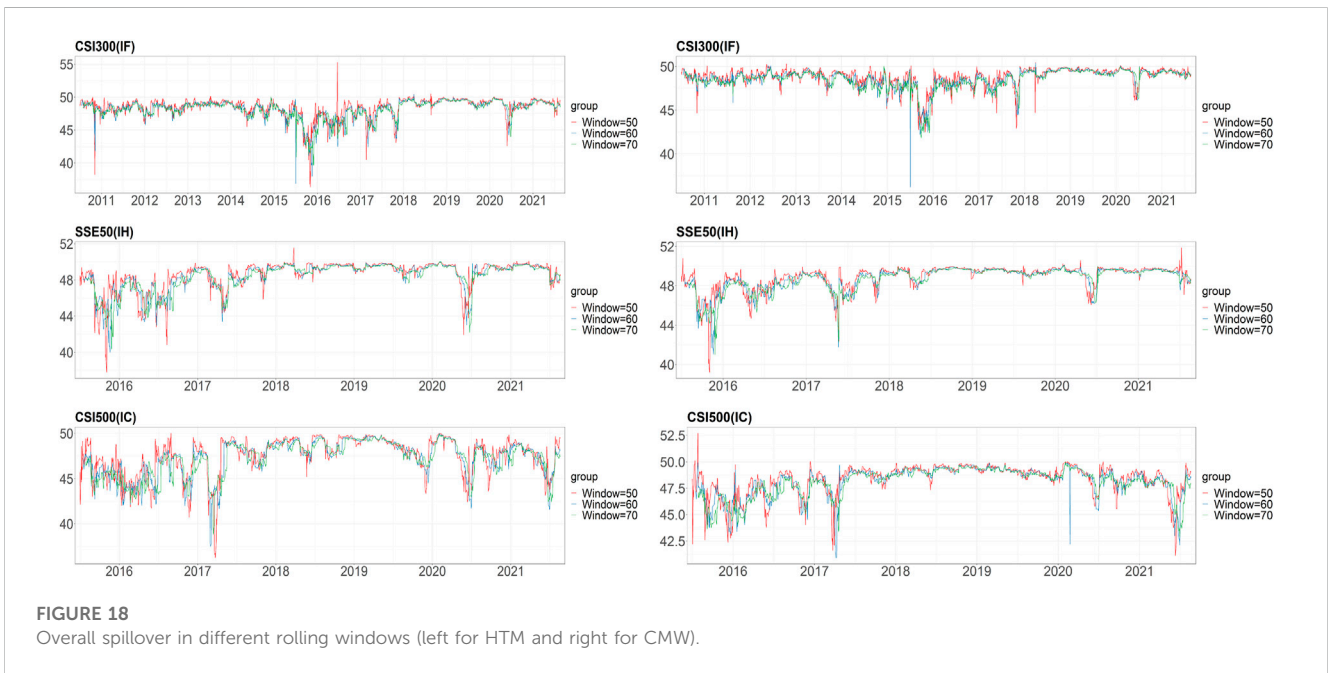 CSI300(IF)
55
50
45
40
2011 2012 2013 2014 2015 2016 2017 2018 2019 2020 2021
group
Window=50
Window=60
Window=70
CSI300(IF)
50
45
40
2011 2012 2013 2014 2015 2016 2017 2018 2019 2020 2021
group
Window=50
Window=60
Window=70
SSE50(IH)
52
48
44
40
2016 2017 2018 2019 2020 2021
group
Window=50
Window=60
Window=70
SSE50(IH)
52
48
44
40
2016 2017 2018 2019 2020 2021
group
Window=50
Window=60
Window=70
CSI500(IC)
50
45
40
2016 2017 2018 2019 2020 2021
group
Window=50
Window=60
Window=70
CSI500(IC)
52.5
50.0
47.5
45.0
42.5
2016 2017 2018 2019 2020 2021
group
Window=50
Window=60
Window=70
FIGURE 18
Overall spillover in different rolling windows (left for HTM and right for CMW).